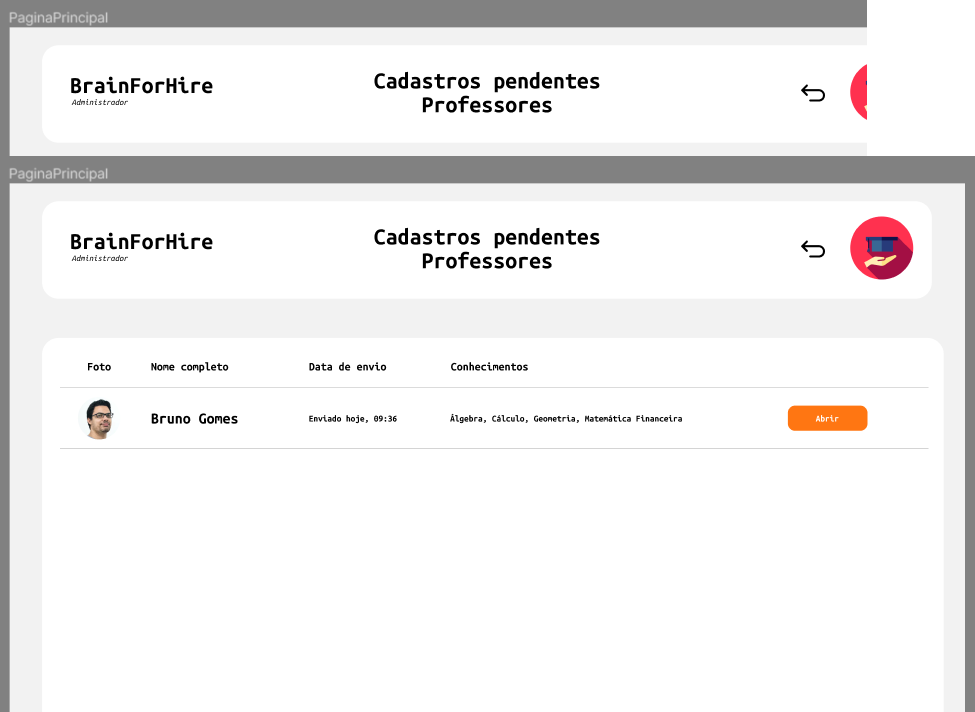 PaginaPrincipal
BrainForHire
Administrador
Cadastros pendentes
Professores
PaginaPrincipal
BrainForHire
Administrador
Cadastros pendentes
Professores
Foto Nome completo Data de envio Conhecimentos
Bruno Gomes Enviado hoje, 09:36 Álgebra, Cálculo, Geometria, Matemática Financeira Abrir